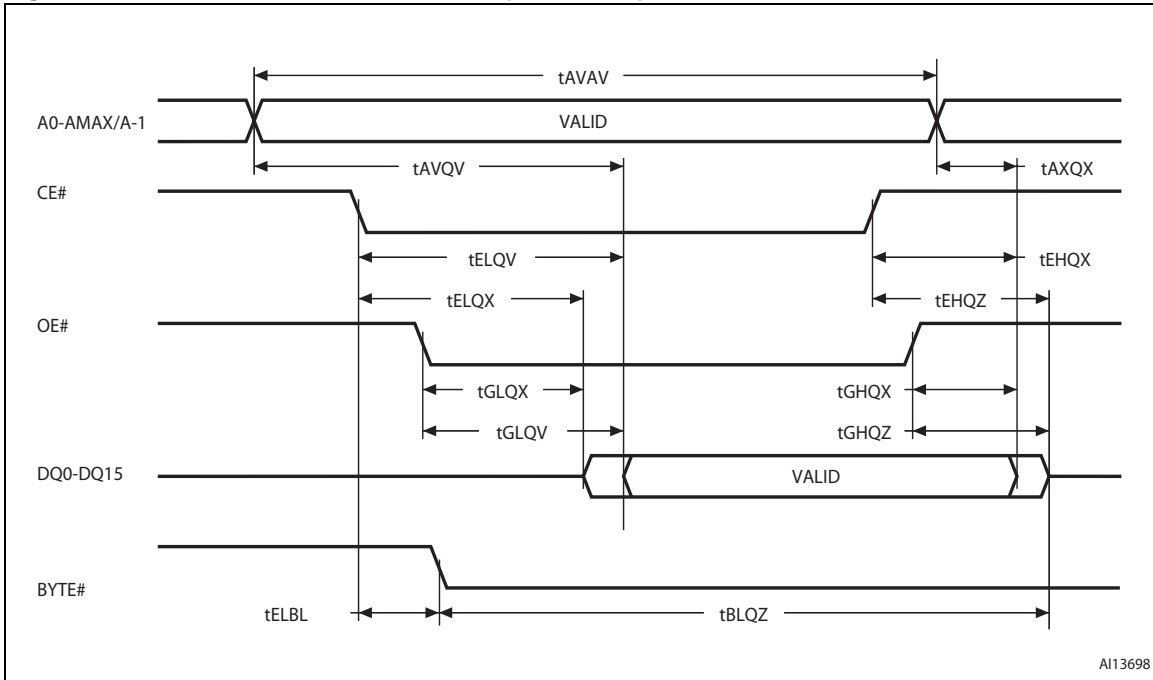 tAVAV
A0-AMAX/A-1
VALID
tAVQV
tAXQX
CE#
tELQV
tEHQX
tELQX
tEHQZ
OE#
tGLQX
tGHQX
tGLQV
tGHQZ
DQ0-DQ15
VALID
BYTE#
tELBL
tBLQZ
AI13698